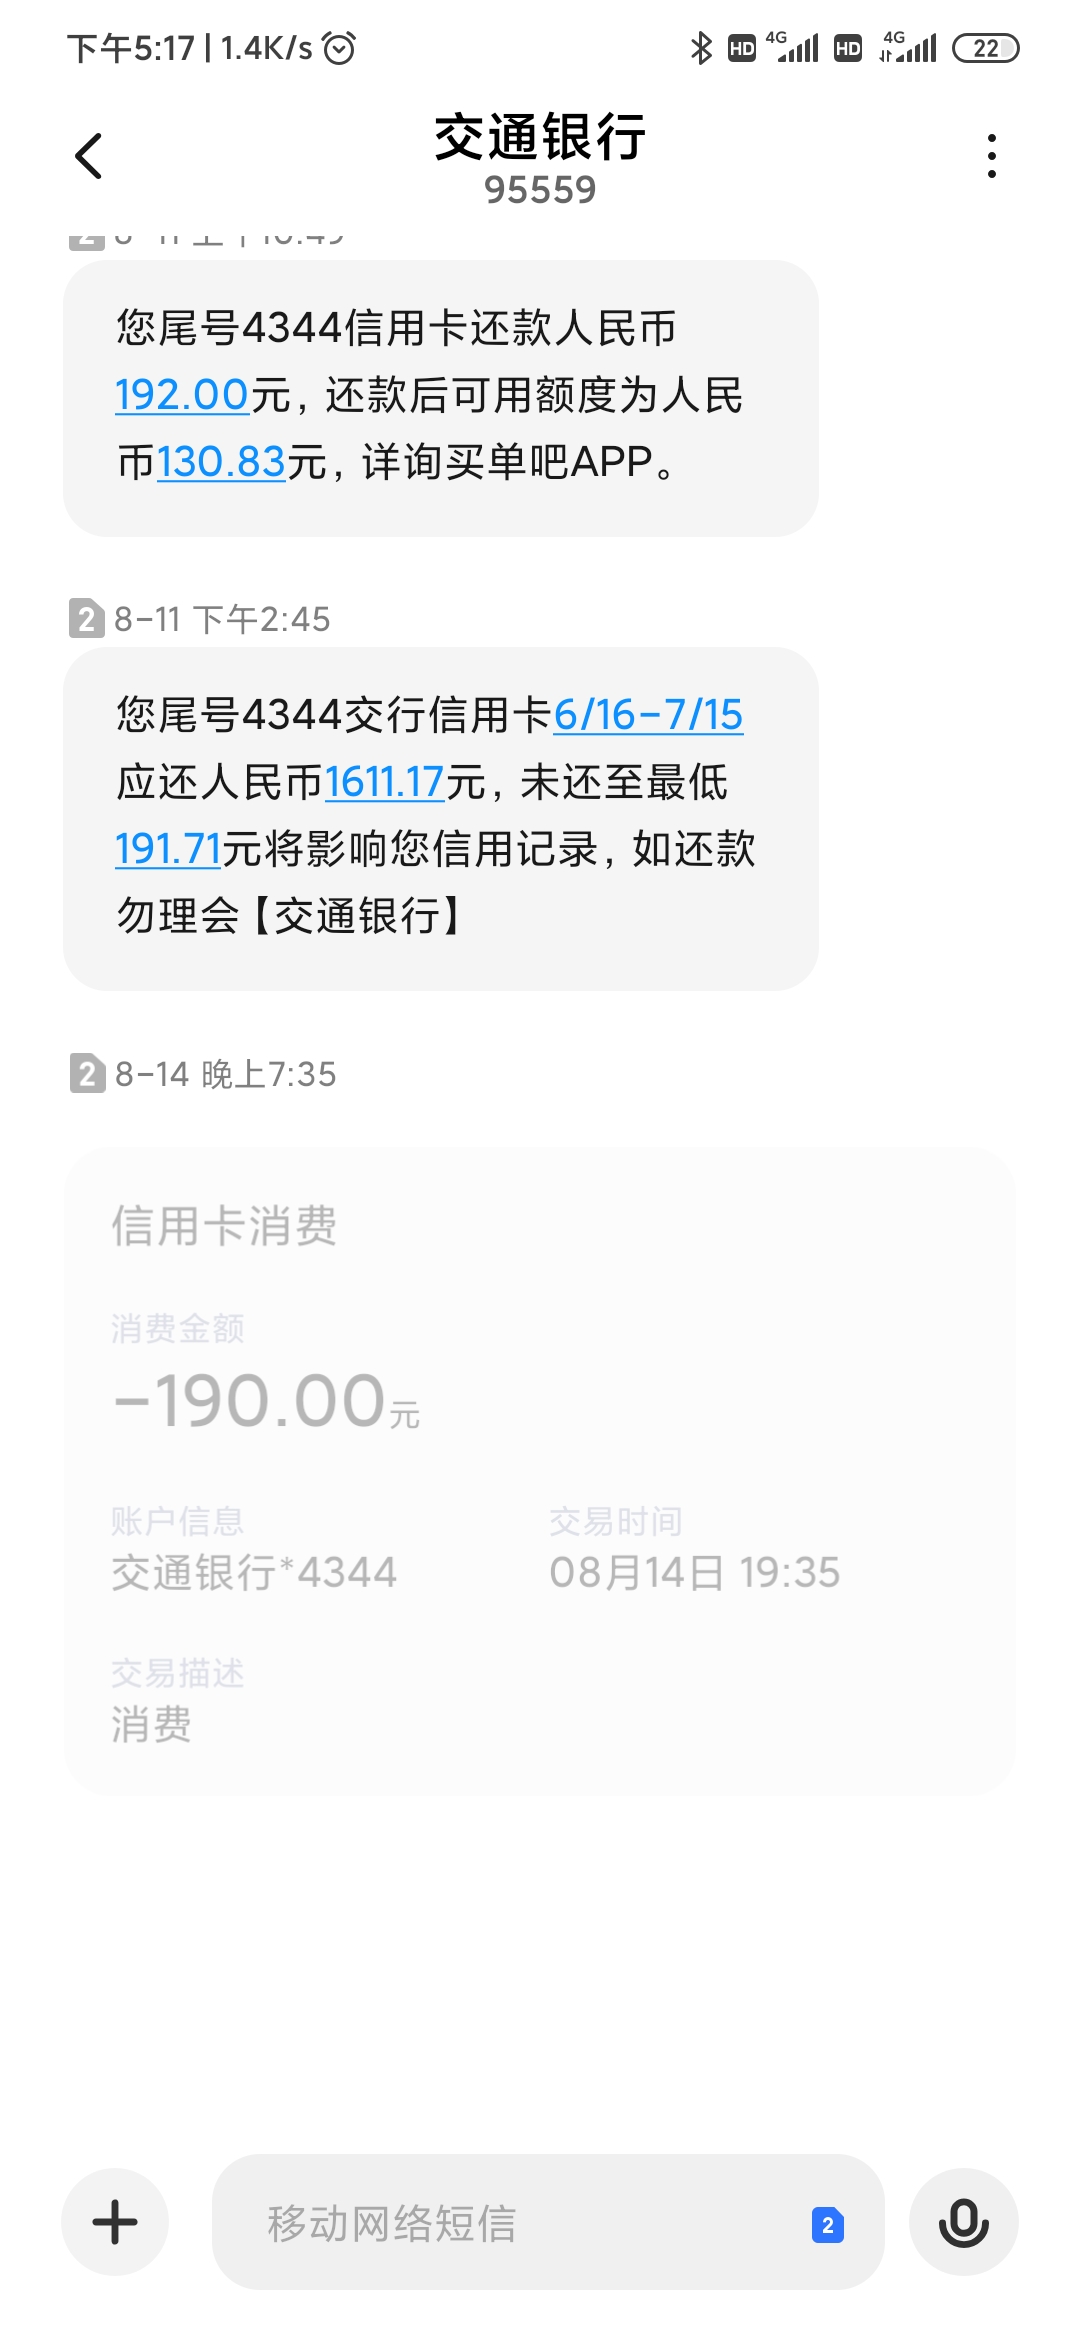 下午5:17 | 1.4K/s
HD 4G HD 4G 22
交通银行
95559
您尾号4344信用卡还款人民币
192.00元，还款后可用额度为人民
币130.83元，详询买单吧APP。
2 8-11 下午2:45
您尾号4344交行信用卡6/16-7/15
应还人民币1611.17元，未还至最低
191.71元将影响您信用记录，如还款
勿理会【交通银行】
2 8-14 晚上7:35
信用卡消费
消费金额
-190.00元
账户信息 交易时间
交通银行*4344 08月14日 19:35
交易描述
消费
移动网络短信 2